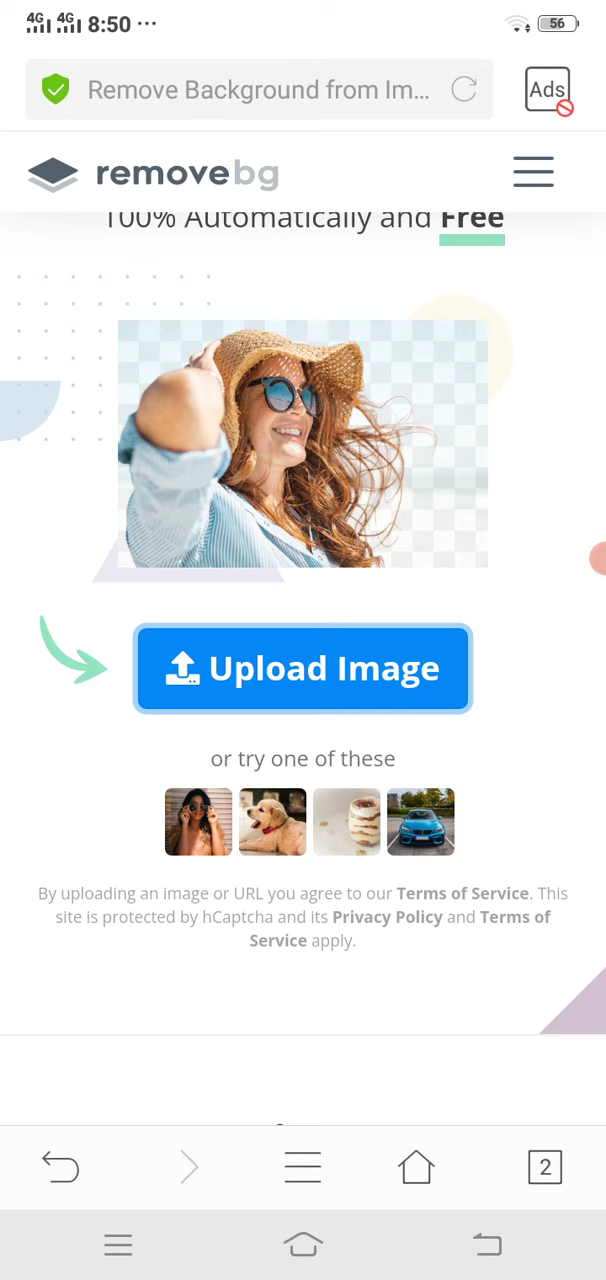 4G 4G 8:50 ··· 56
Remove Background from Im... Ads
removebg
100% Automatically and Free
Upload Image
or try one of these
By uploading an image or URL you agree to our Terms of Service. This
site is protected by hCaptcha and its Privacy Policy and Terms of
Service apply.
2